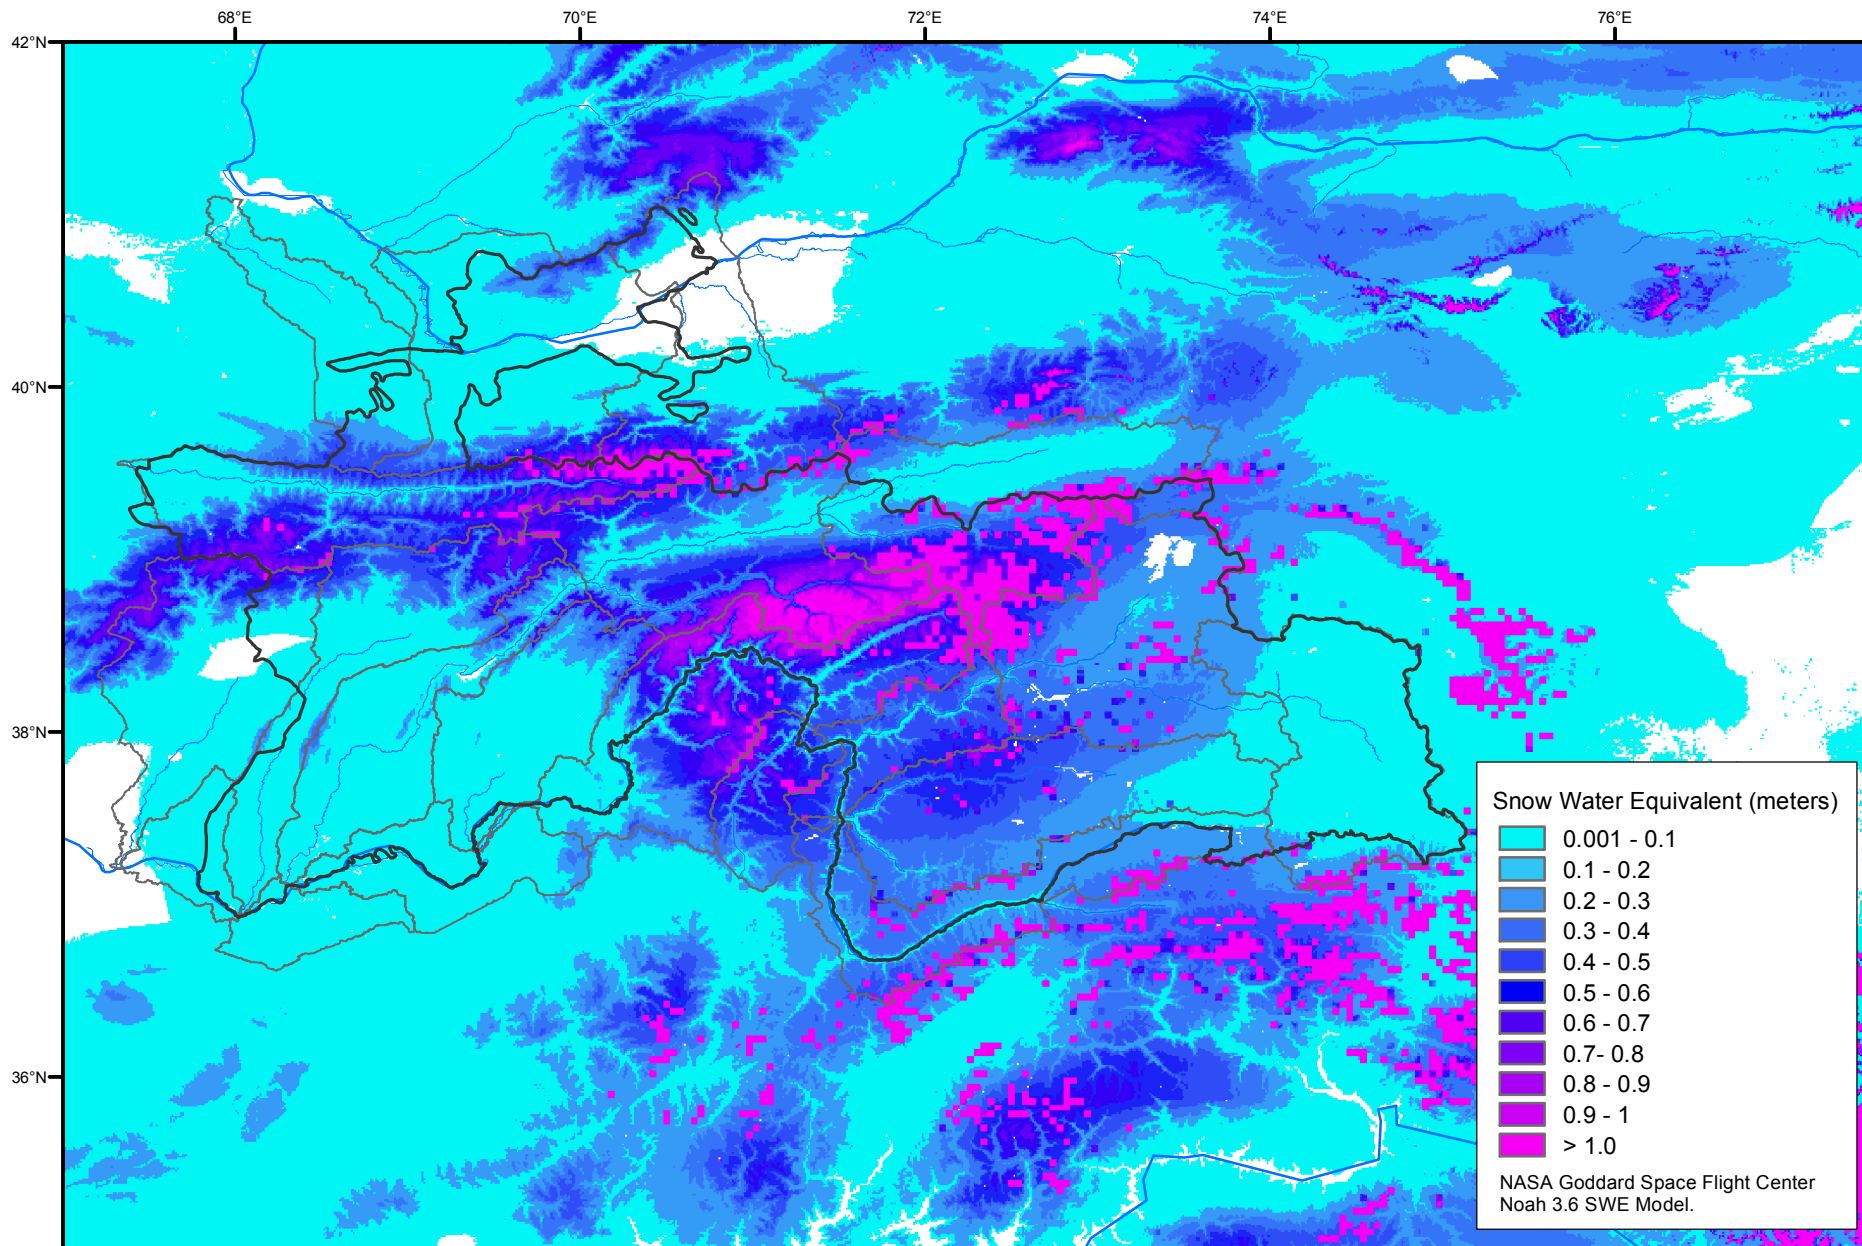 68°E 70°E 72°E 74°E 76°E
42°N
40°N
38°N
36°N
Snow Water Equivalent (meters)
0.001 - 0.1
0.1 - 0.2
0.2 - 0.3
0.3 - 0.4
0.4 - 0.5
0.5 - 0.6
0.6 - 0.7
0.7- 0.8
0.8 - 0.9
0.9 - 1
> 1.0
NASA Goddard Space Flight Center
Noah 3.6 SWE Model.